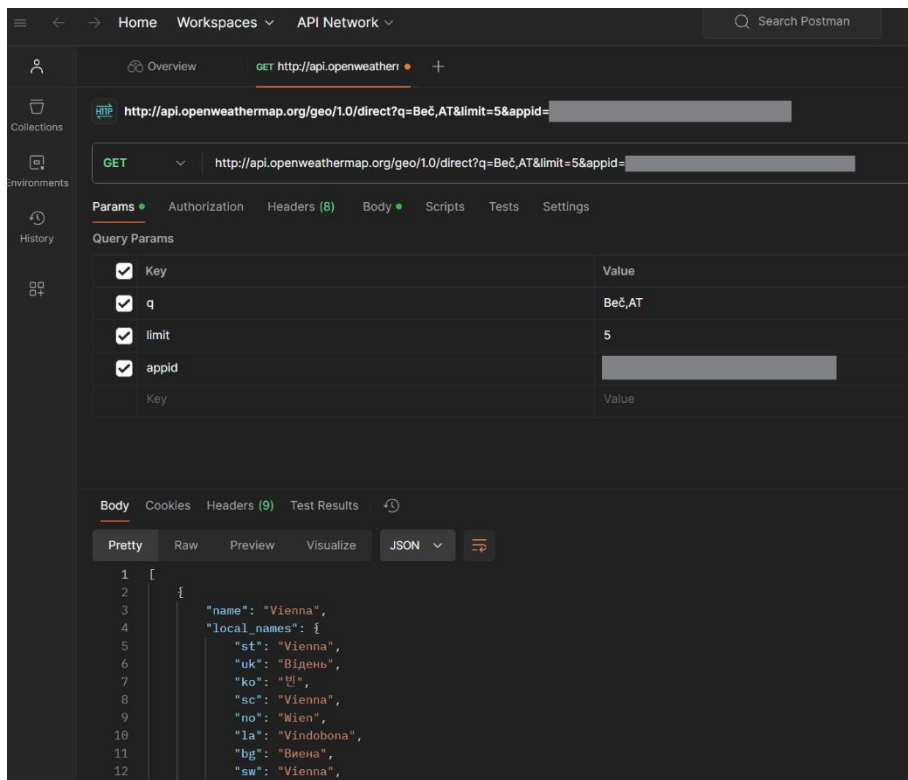 Home Workspaces API Network Search Postman
Overview GET http://api.openweatherr
HTTP http://api.openweathermap.org/geo/1.0/direct?q=Beč,AT&limit=5&appid=
Collections
GET http://api.openweathermap.org/geo/1.0/direct?q=Beč,AT&limit=5&appid=
Environments
Params Authorization Headers (8) Body Scripts Tests Settings
History
Query Params
Key Value
q Beč,AT
limit 5
appid
Key Value
Body Cookies Headers (9) Test Results
Pretty Raw Preview Visualize JSON
1 [
2 {
3 "name": "Vienna",
4 "local_names": {
5 "st": "Vienna",
6 "uk": "Відень",
7 "ko": "빈",
8 "sc": "Vienna",
9 "no": "Wien",
10 "la": "Vindobona",
11 "bg": "Виена",
12 "sw": "Vienna",